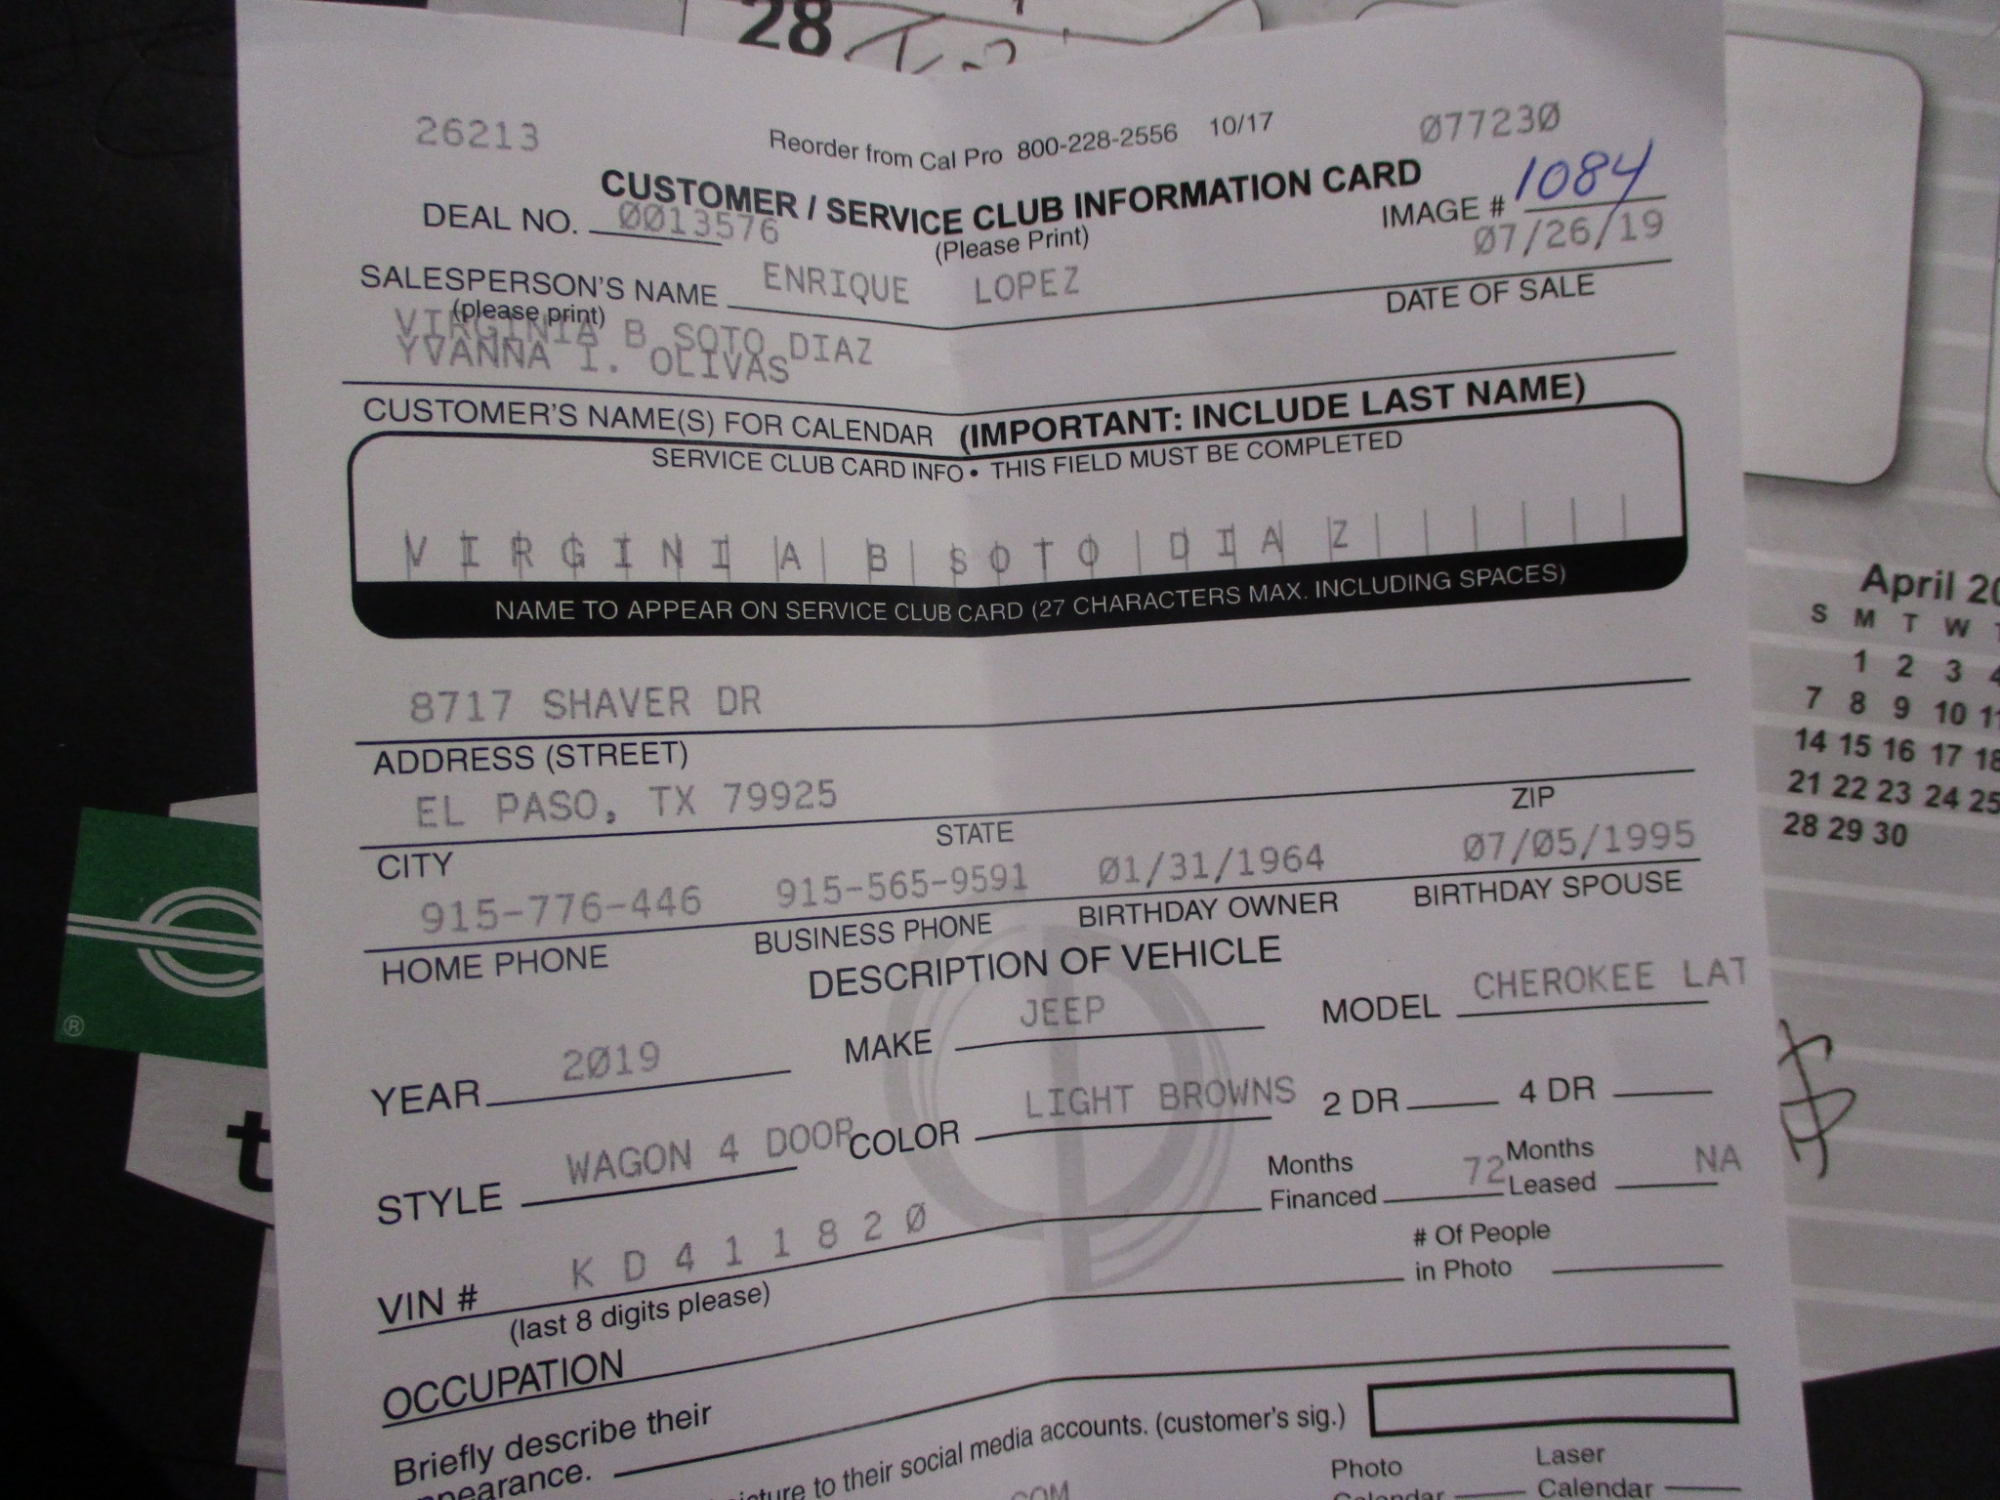 28
26213 Reorder from Cal Pro 800-228-2556 10/17 Ø7723Ø
CUSTOMER / SERVICE CLUB INFORMATION CARD
(Please Print)
DEAL NO. ØØ13576 IMAGE # 1084
Ø7/26/19
SALESPERSON'S NAME ENRIQUE LOPEZ DATE OF SALE
(please print)
VIRGINIA B SOTO DIAZ
YVANNA I. OLIVAS
CUSTOMER'S NAME(S) FOR CALENDAR (IMPORTANT: INCLUDE LAST NAME)
SERVICE CLUB CARD INFO • THIS FIELD MUST BE COMPLETED
VIRGINIA B SOTO DIAZ
NAME TO APPEAR ON SERVICE CLUB CARD (27 CHARACTERS MAX. INCLUDING SPACES)
8717 SHAVER DR
ADDRESS (STREET)
EL PASO, TX 79925
CITY STATE ZIP
915-776-446 915-565-9591 Ø1/31/1964 Ø7/Ø5/1995
HOME PHONE BUSINESS PHONE BIRTHDAY OWNER BIRTHDAY SPOUSE
DESCRIPTION OF VEHICLE
YEAR 2Ø19 MAKE JEEP MODEL CHEROKEE LAT
STYLE WAGON 4 DOOR COLOR LIGHT BROWNS 2 DR 4 DR
Months Financed 72 Months Leased NA
VIN # K D 4 1 1 8 2 Ø
(last 8 digits please)
# Of People
in Photo
OCCUPATION
Briefly describe their
to their social media accounts. (customer's sig.)
Photo Laser
Calendar Calendar
April
S M T W
1 2 3 4
7 8 9 10 11
14 15 16 17 18
21 22 23 24 25
28 29 30
®
t